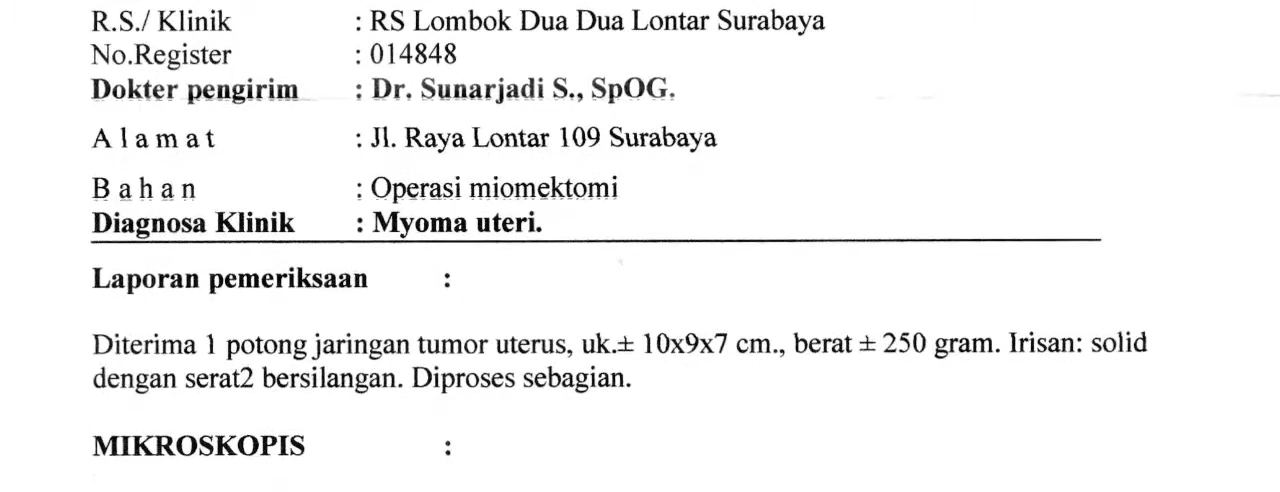 R.S./ Klinik : RS Lombok Dua Dua Lontar Surabaya
No.Register : 014848
Dokter pengirim : Dr. Sunarjadi S., SpOG.
A l a m a t : Jl. Raya Lontar 109 Surabaya
B a h a n : Operasi miomektomi
Diagnosa Klinik : Myoma uteri.
Laporan pemeriksaan :
Diterima 1 potong jaringan tumor uterus, uk.± 10x9x7 cm., berat ± 250 gram. Irisan: solid
dengan serat2 bersilangan. Diproses sebagian.
MIKROSKOPIS :